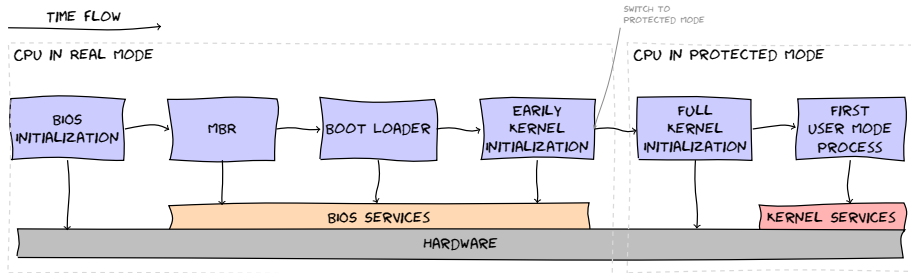 TIME FLOW
SWITCH TO
PROTECTED MODE
CPU IN REAL MODE
CPU IN PROTECTED MODE
BIOS
INITIALIZATION
MBR
BOOT LOADER
EARILY
KERNEL
INITIALIZATION
FULL
KERNEL
INITIALIZATION
FIRST
USER MODE
PROCESS
BIOS SERVICES
KERNEL SERVICES
HARDWARE